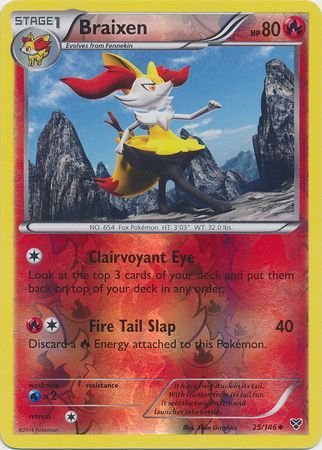 STAGE1
Braixen
HP80
Evolves from Fennekin
NO. 654 Fox Pokémon. HT: 3'03" WT: 32.0 lbs.
Clairvoyant Eye
Look at the top 3 cards of your deck and put them
back on top of your deck in any order.
Fire Tail Slap 40
Discard a Energy attached to this Pokémon.
weakness resistance
×2
retreat
It has a twig stuck in its tail.
With friction from its tail fur,
it sets the twig on fire and
launches into battle.
Illus. Eske
©2014 Pokémon
25/146
XY